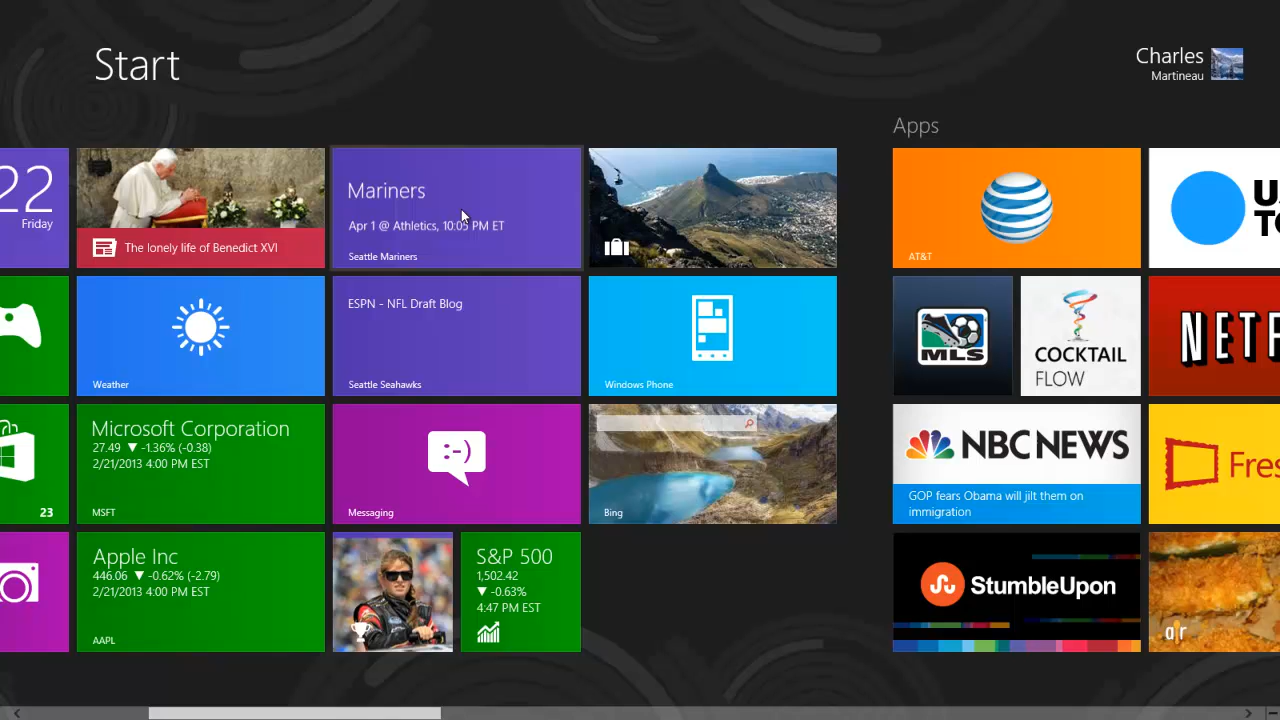 Start
Charles
Martineau
Apps
22
Friday
The lonely life of Benedict XVI
Mariners
Apr 1 @ Athletics, 10:05 PM ET
Seattle Mariners
AT&T
Weather
ESPN - NFL Draft Blog
Seattle Seahawks
Windows Phone
MLS
COCKTAIL
FLOW
NETF
23
Microsoft Corporation
27.49 ▼ -1.36% (-0.38)
2/21/2013 4:00 PM EST
MSFT
:-)
Messaging
Bing
NBC NEWS
GOP fears Obama will jilt them on
immigration
Fres
Apple Inc
446.06 ▼ -0.62% (-2.79)
2/21/2013 4:00 PM EST
AAPL
S&P 500
1,502.42
▼ -0.63%
4:47 PM EST
StumbleUpon